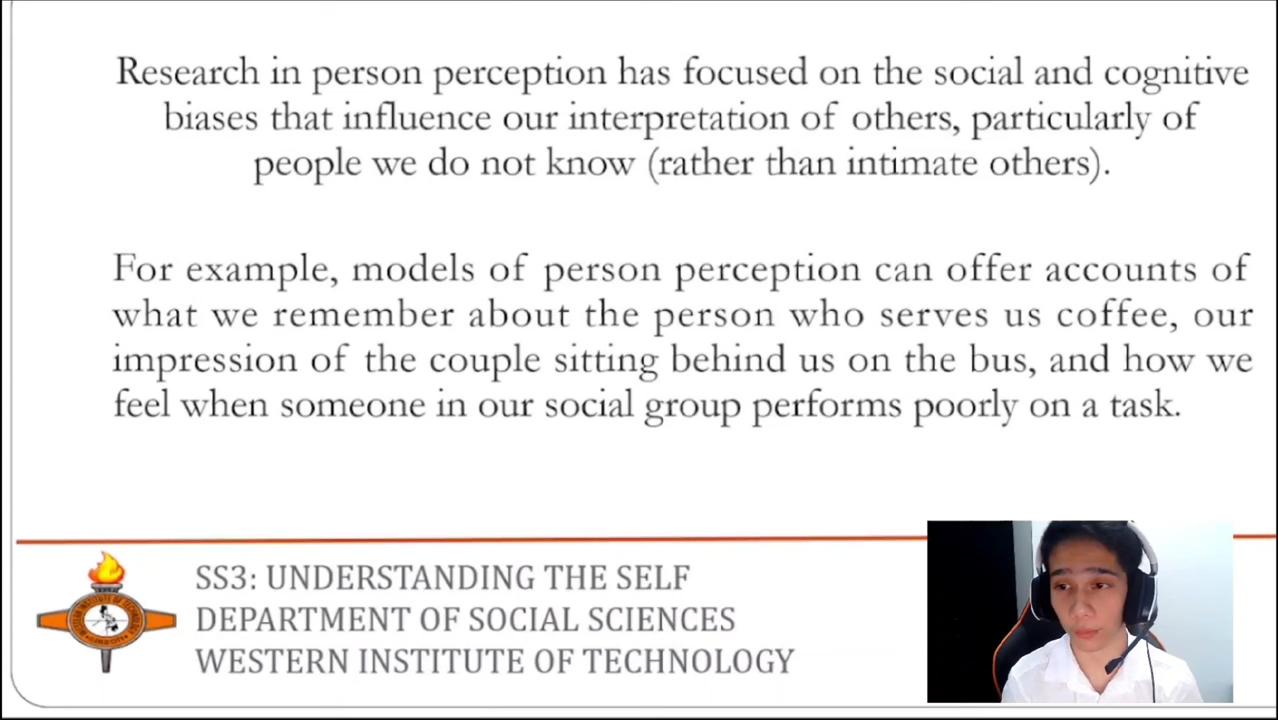 Research in person perception has focused on the social and cognitive
biases that influence our interpretation of others, particularly of
people we do not know (rather than intimate others).
For example, models of person perception can offer accounts of
what we remember about the person who serves us coffee, our
impression of the couple sitting behind us on the bus, and how we
feel when someone in our social group performs poorly on a task.
SS3: UNDERSTANDING THE SELF
DEPARTMENT OF SOCIAL SCIENCES
WESTERN INSTITUTE OF TECHNOLOGY